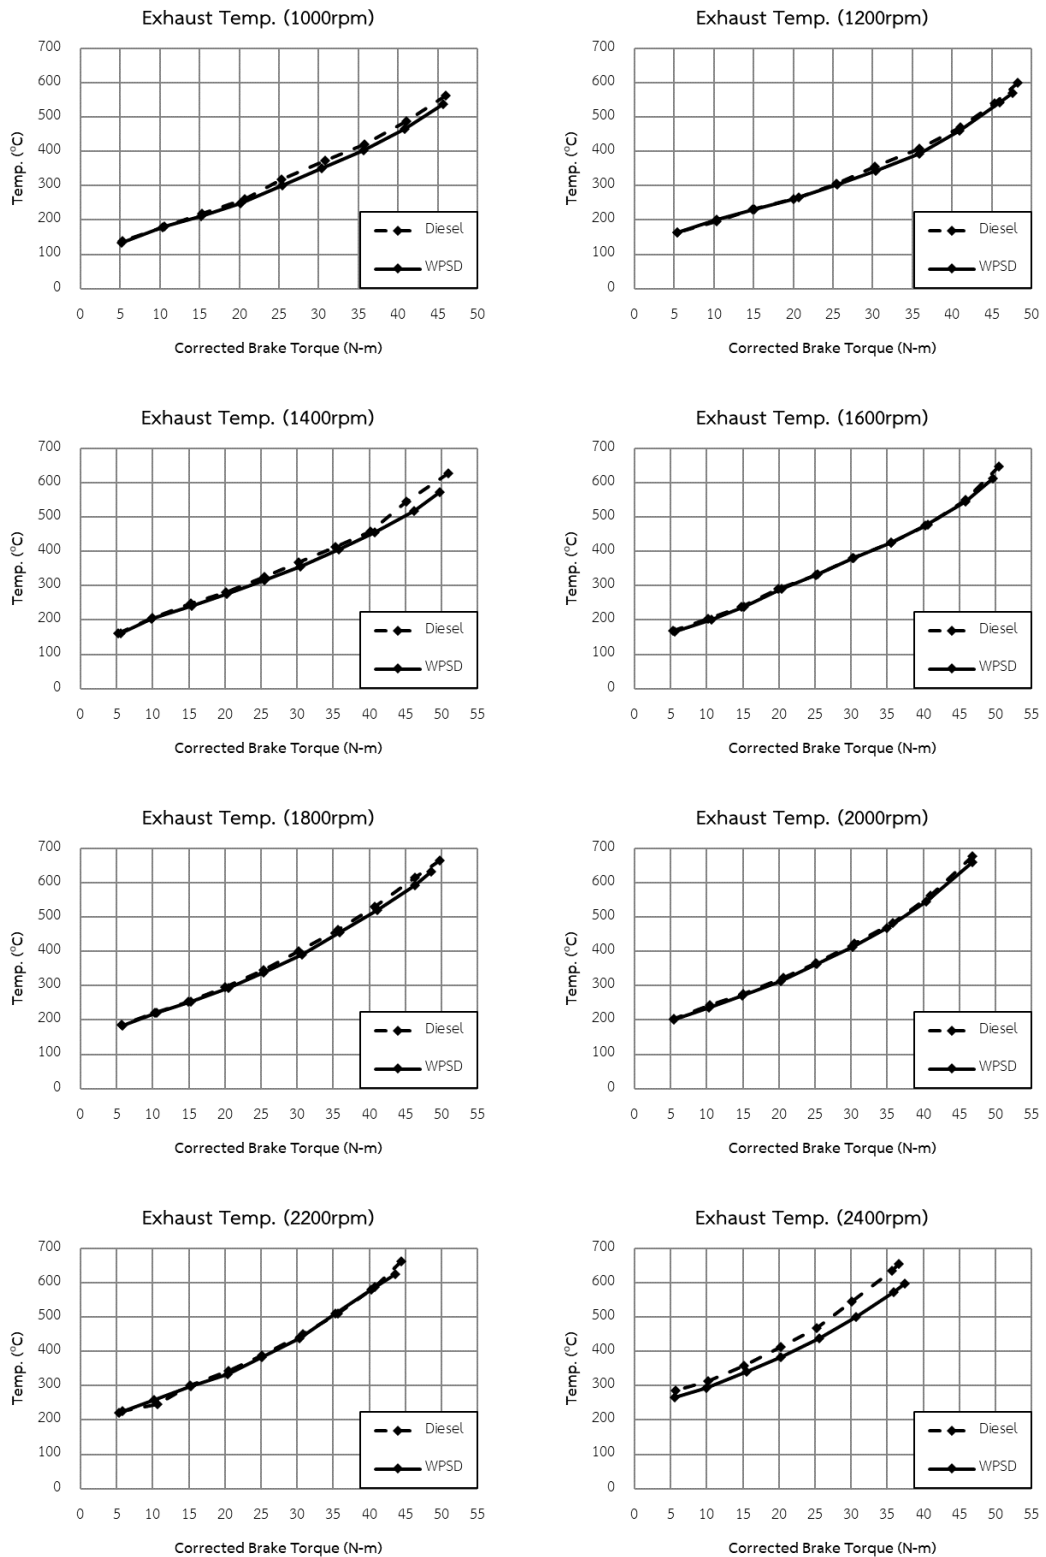 Exhaust Temp. (1000rpm)
700
600
500
400
300
200
100
0
Temp. (°C)
Diesel
WPSD
0 5 10 15 20 25 30 35 40 45 50
Corrected Brake Torque (N-m)
Exhaust Temp. (1200rpm)
700
600
500
400
300
200
100
0
Temp. (°C)
Diesel
WPSD
0 5 10 15 20 25 30 35 40 45 50
Corrected Brake Torque (N-m)
Exhaust Temp. (1400rpm)
700
600
500
400
300
200
100
0
Temp. (°C)
Diesel
WPSD
0 5 10 15 20 25 30 35 40 45 50 55
Corrected Brake Torque (N-m)
Exhaust Temp. (1600rpm)
700
600
500
400
300
200
100
0
Temp. (°C)
Diesel
WPSD
0 5 10 15 20 25 30 35 40 45 50 55
Corrected Brake Torque (N-m)
Exhaust Temp. (1800rpm)
700
600
500
400
300
200
100
0
Temp. (°C)
Diesel
WPSD
0 5 10 15 20 25 30 35 40 45 50 55
Corrected Brake Torque (N-m)
Exhaust Temp. (2000rpm)
700
600
500
400
300
200
100
0
Temp. (°C)
Diesel
WPSD
0 5 10 15 20 25 30 35 40 45 50 55
Corrected Brake Torque (N-m)
Exhaust Temp. (2200rpm)
700
600
500
400
300
200
100
0
Temp. (°C)
Diesel
WPSD
0 5 10 15 20 25 30 35 40 45 50 55
Corrected Brake Torque (N-m)
Exhaust Temp. (2400rpm)
700
600
500
400
300
200
100
0
Temp. (°C)
Diesel
WPSD
0 5 10 15 20 25 30 35 40 45 50 55
Corrected Brake Torque (N-m)